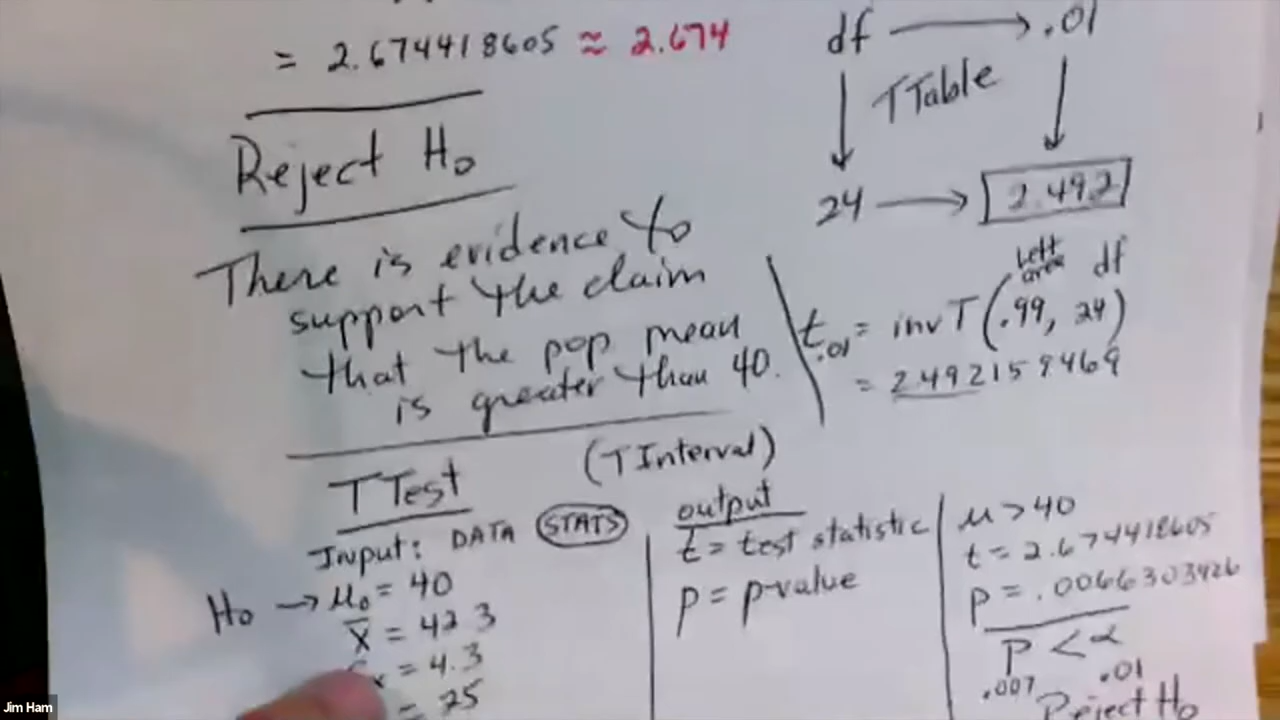 = 2.674418605 ≈ 2.674
Reject H₀
There is evidence to
support the claim
that the pop mean
is greater than 40.
df → .01
TTable
24 → 2.492
Left area df
t.01 = invT(.99, 24)
= 2.492159469
TTest (TInterval)
Input: DATA STATS
H₀ → μ₀ = 40
x̄ = 42.3
= 4.3
= 25
output
t = test statistic
p = p-value
μ > 40
t = 2.674418605
p = .0066303426
P < α
.007 .01
Reject H₀
Jim Ham